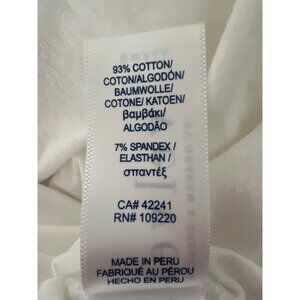 93% COTTON/
COTON/ALGODÓN/
BAUMWOLLE/
COTONE/ KATOEN/
βαμβάκι/
ALGODÃO
7% SPANDEX /
ELASTHAN /
σπαντέξ
CA# 42241
RN# 109220
MADE IN PERU
FABRIQUÉ AU PÉROU
HECHO EN PERU